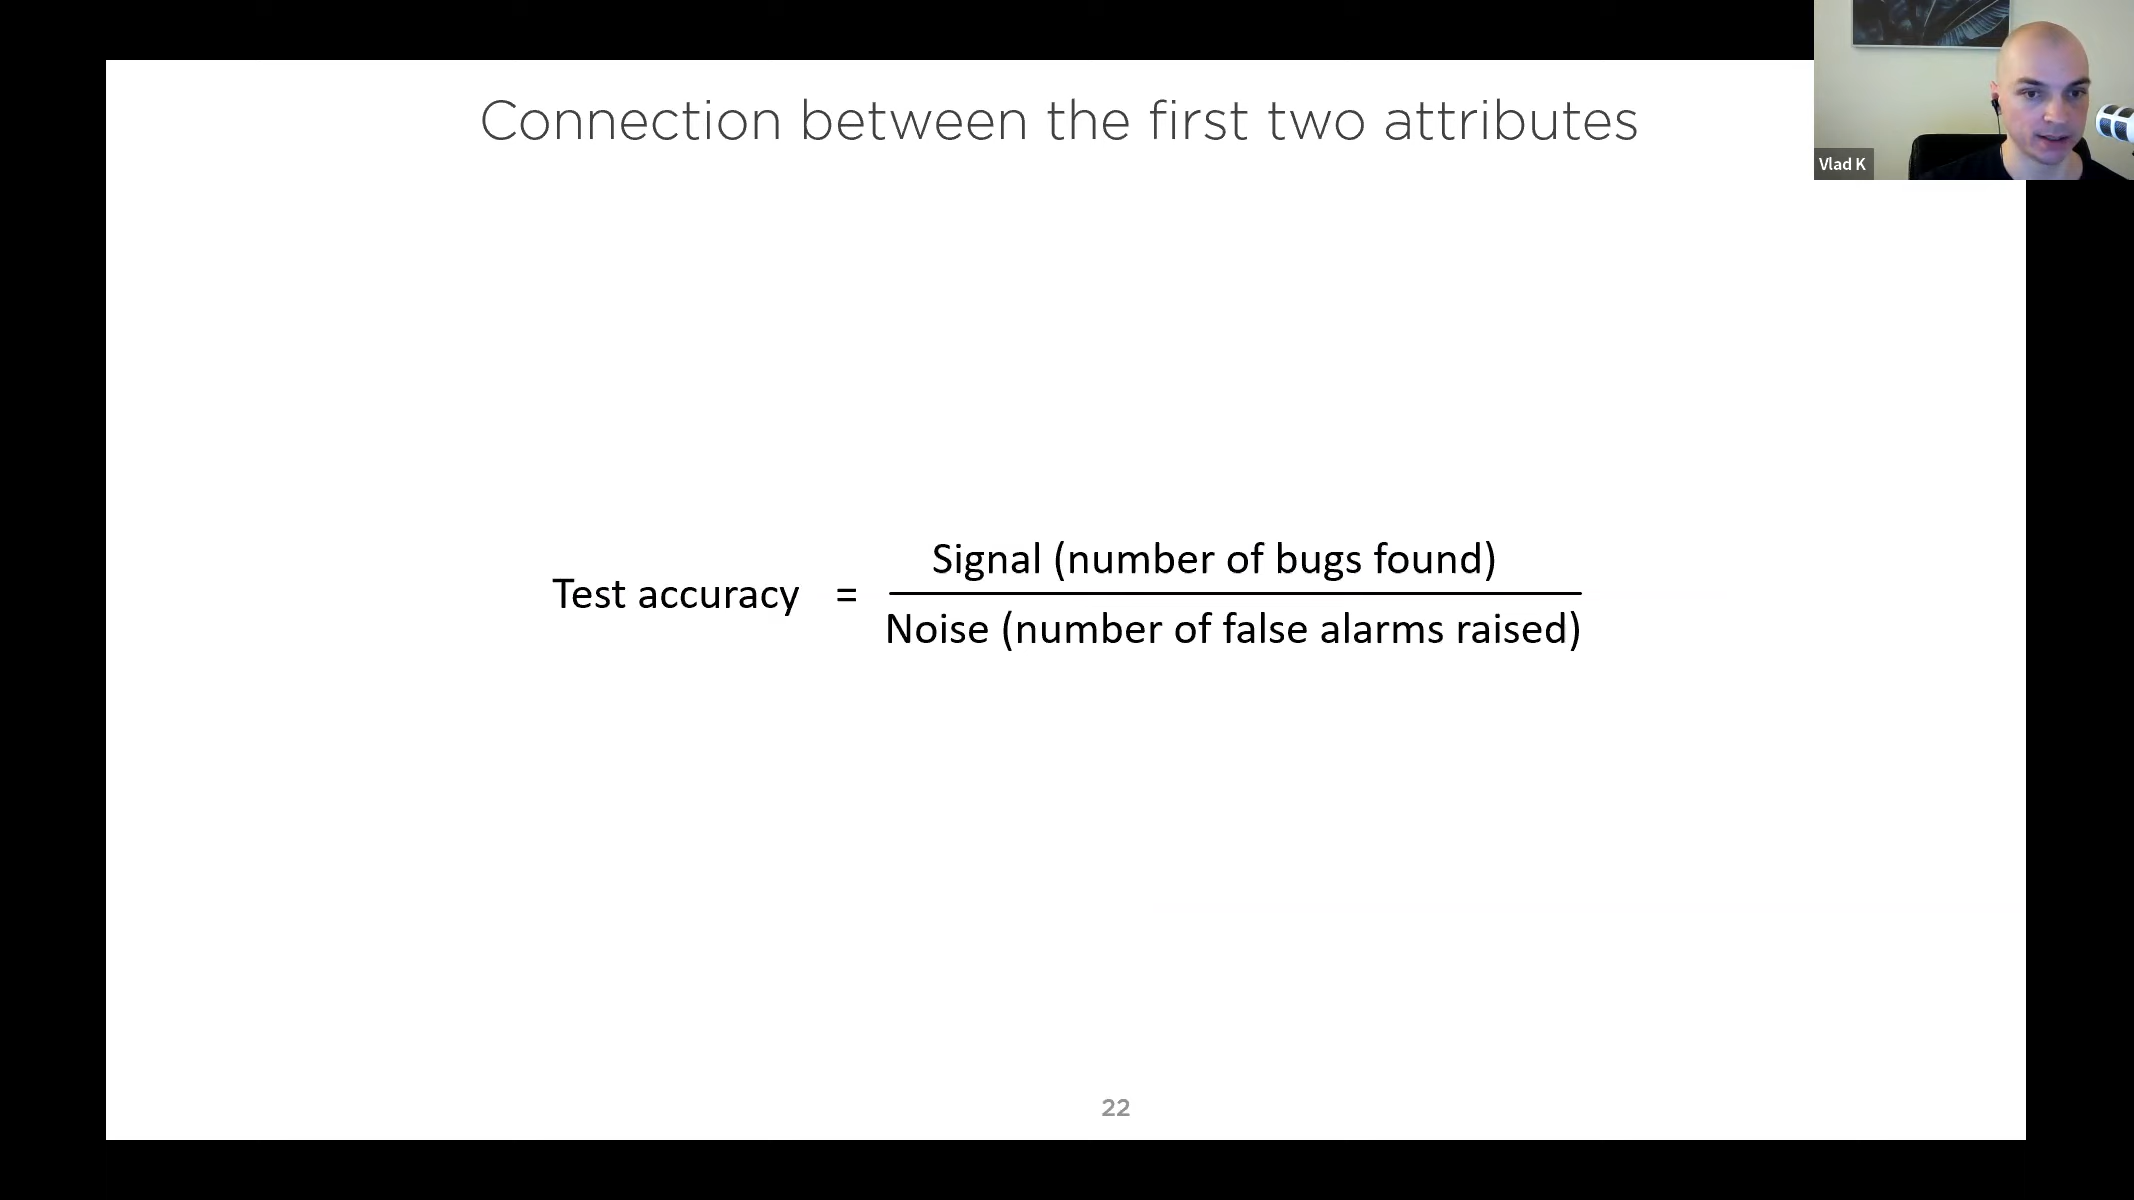 Connection between the first two attributes
Vlad K
Test accuracy = Signal (number of bugs found)
Noise (number of false alarms raised)
22